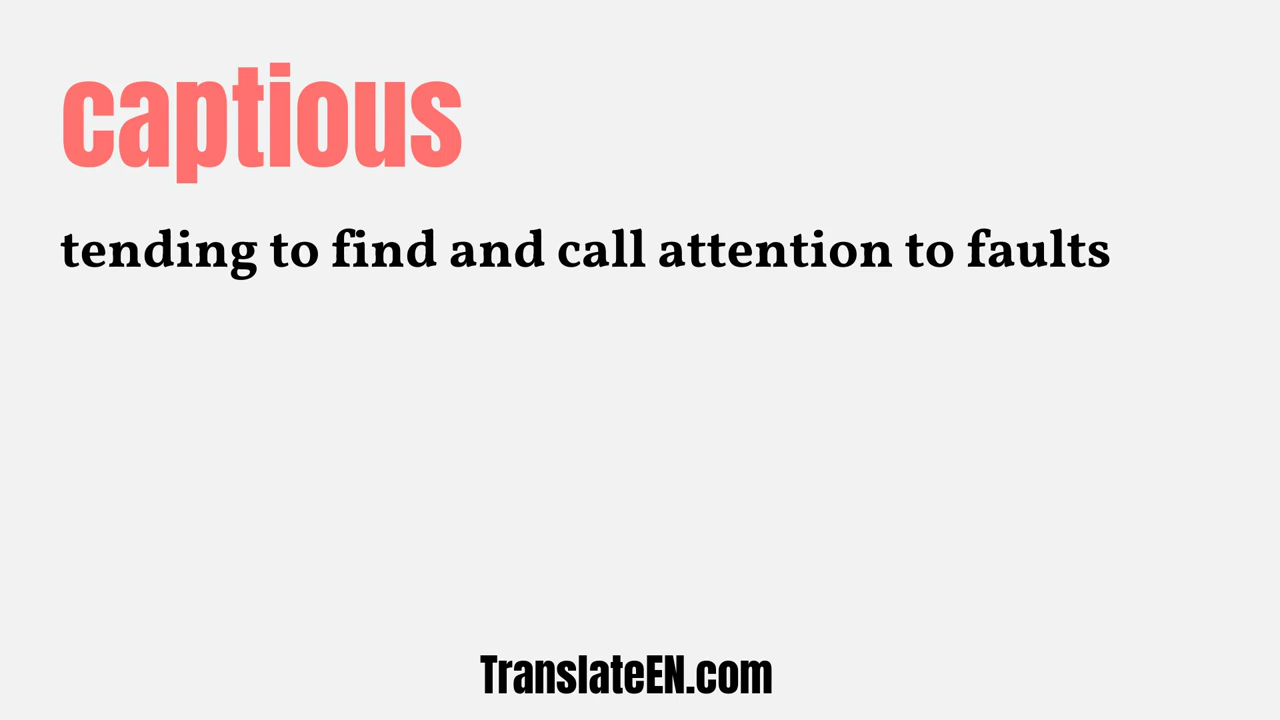 captious
tending to find and call attention to faults
TranslateEN.com